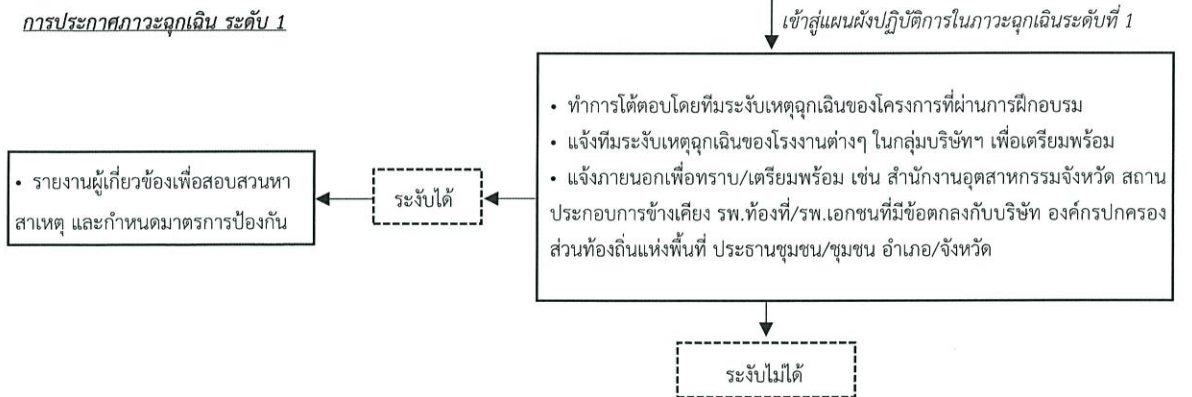 การประกาศภาวะฉุกเฉิน ระดับ 1
เข้าสู่แผนผังปฏิบัติการในภาวะฉุกเฉินระดับที่ 1
• ทำการโต้ตอบโดยทีมระงับเหตุฉุกเฉินของโครงการที่ผ่านการฝึกอบรม
• แจ้งทีมระงับเหตุฉุกเฉินของโรงงานต่างๆ ในกลุ่มบริษัทฯ เพื่อเตรียมพร้อม
• แจ้งภายนอกเพื่อทราบ/เตรียมพร้อม เช่น สำนักงานอุตสาหกรรมจังหวัด สถาน
ประกอบการข้างเคียง รพ.ท้องที่/รพ.เอกชนที่มีข้อตกลงกับบริษัท องค์กรปกครอง
ส่วนท้องถิ่นแห่งพื้นที่ ประธานชุมชน/ชุมชน อำเภอ/จังหวัด
ระงับได้
• รายงานผู้เกี่ยวข้องเพื่อสอบสวนหา
สาเหตุ และกำหนดมาตรการป้องกัน
ระงับไม่ได้